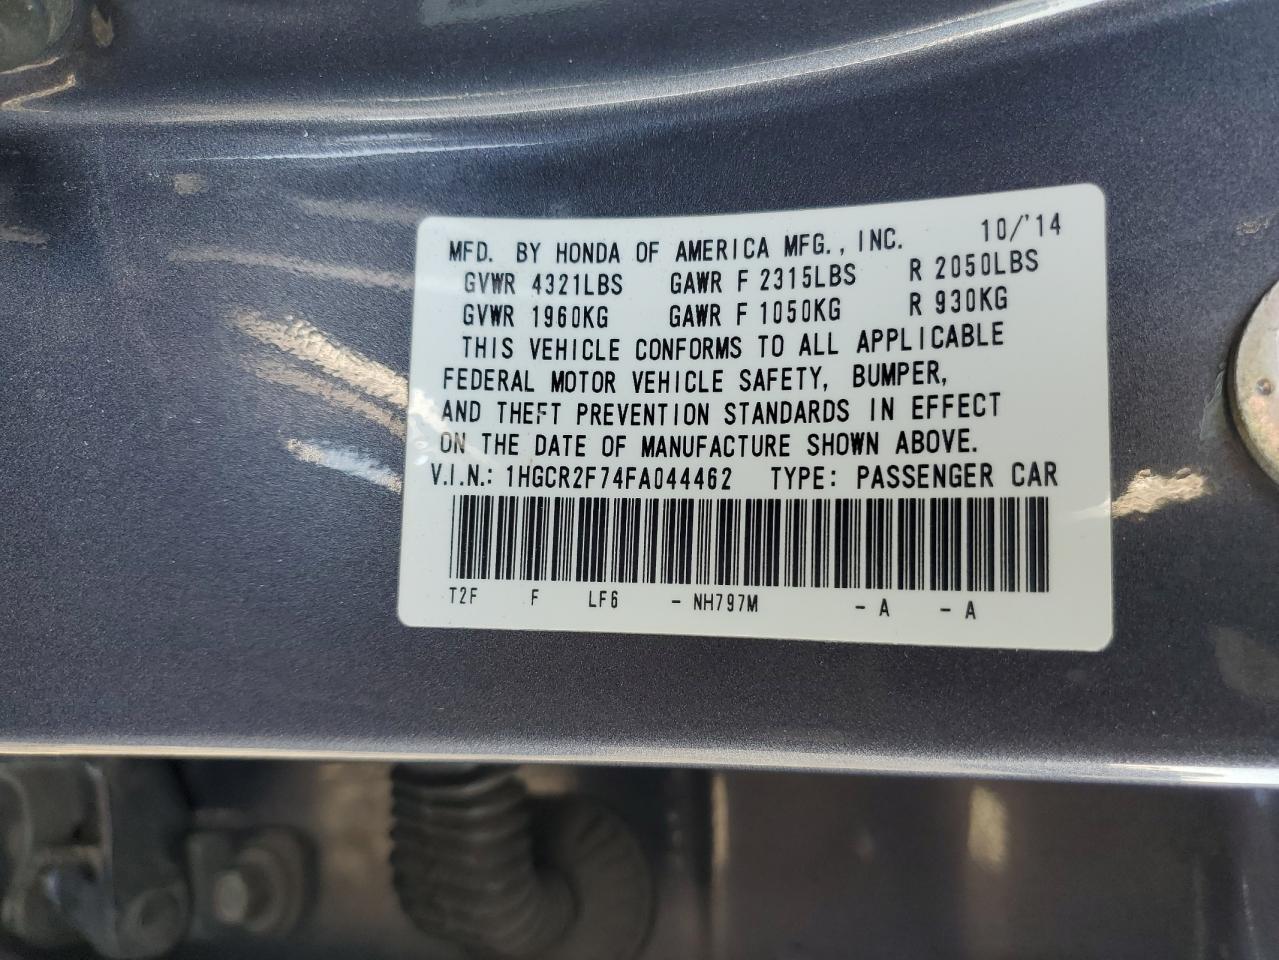 MFD. BY HONDA OF AMERICA MFG., INC. 10/'14
GVWR 4321LBS GAWR F 2315LBS R 2050LBS
GVWR 1960KG GAWR F 1050KG R 930KG
THIS VEHICLE CONFORMS TO ALL APPLICABLE
FEDERAL MOTOR VEHICLE SAFETY, BUMPER,
AND THEFT PREVENTION STANDARDS IN EFFECT
ON THE DATE OF MANUFACTURE SHOWN ABOVE.
V.I.N.: 1HGCR2F74FA044462 TYPE: PASSENGER CAR
T2F F LF6 - NH797M - A - A